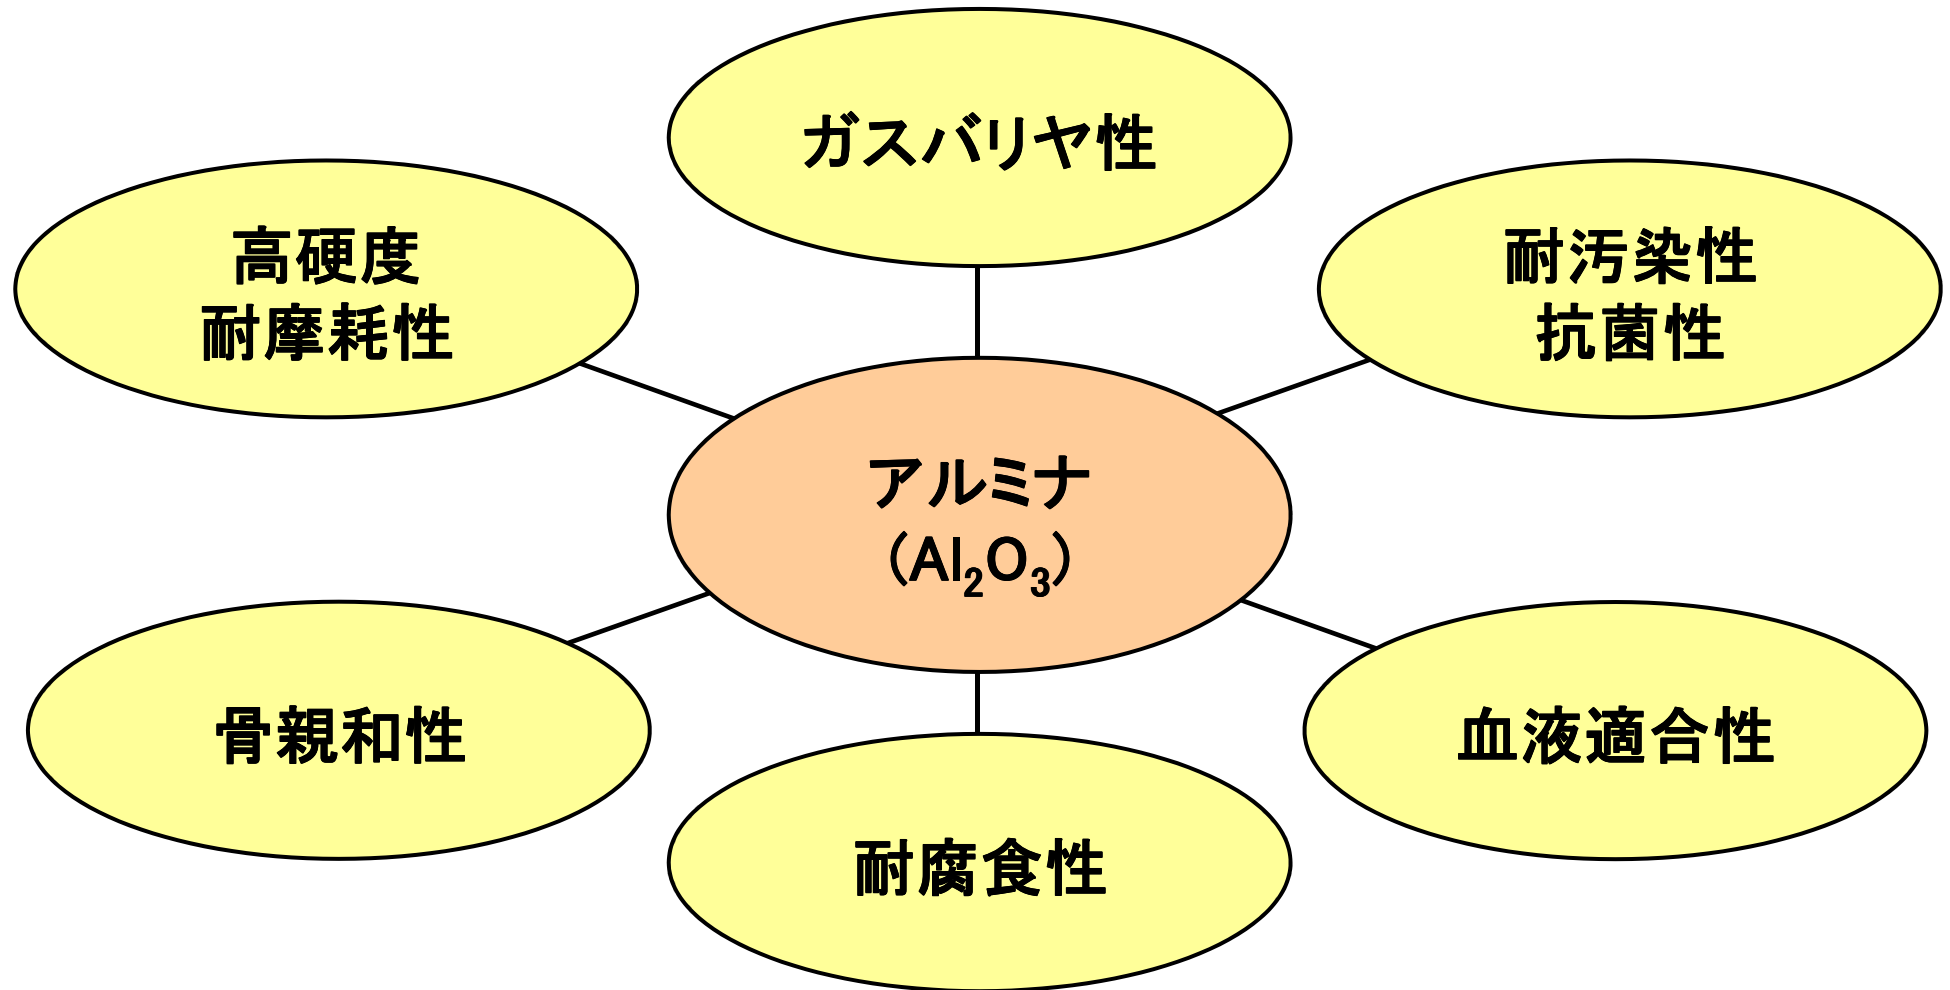 ガスバリヤ性
高硬度
耐摩耗性
耐汚染性
抗菌性
アルミナ
(Al₂O₃)
骨親和性
血液適合性
耐腐食性